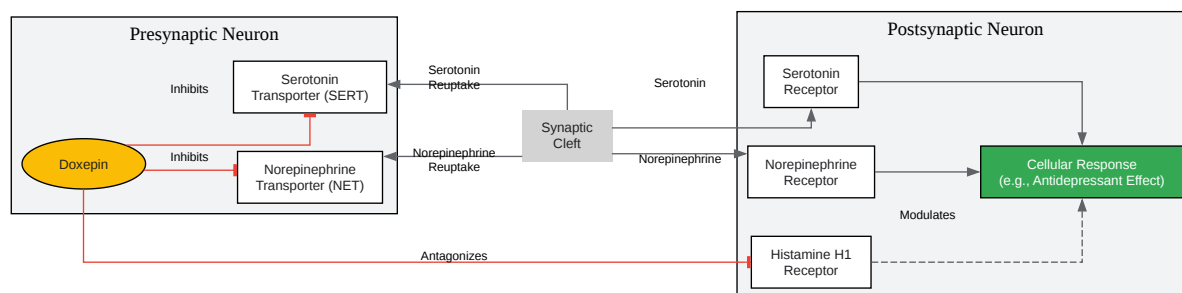 Presynaptic Neuron
Postsynaptic Neuron
Inhibits
Serotonin
Transporter (SERT)
Serotonin
Reuptake
Serotonin
Serotonin
Receptor
Synaptic
Cleft
Doxepin
Inhibits
Norepinephrine
Transporter (NET)
Norepinephrine
Reuptake
Norepinephrine
Norepinephrine
Receptor
Cellular Response
(e.g., Antidepressant Effect)
Modulates
Antagonizes
Histamine H1
Receptor